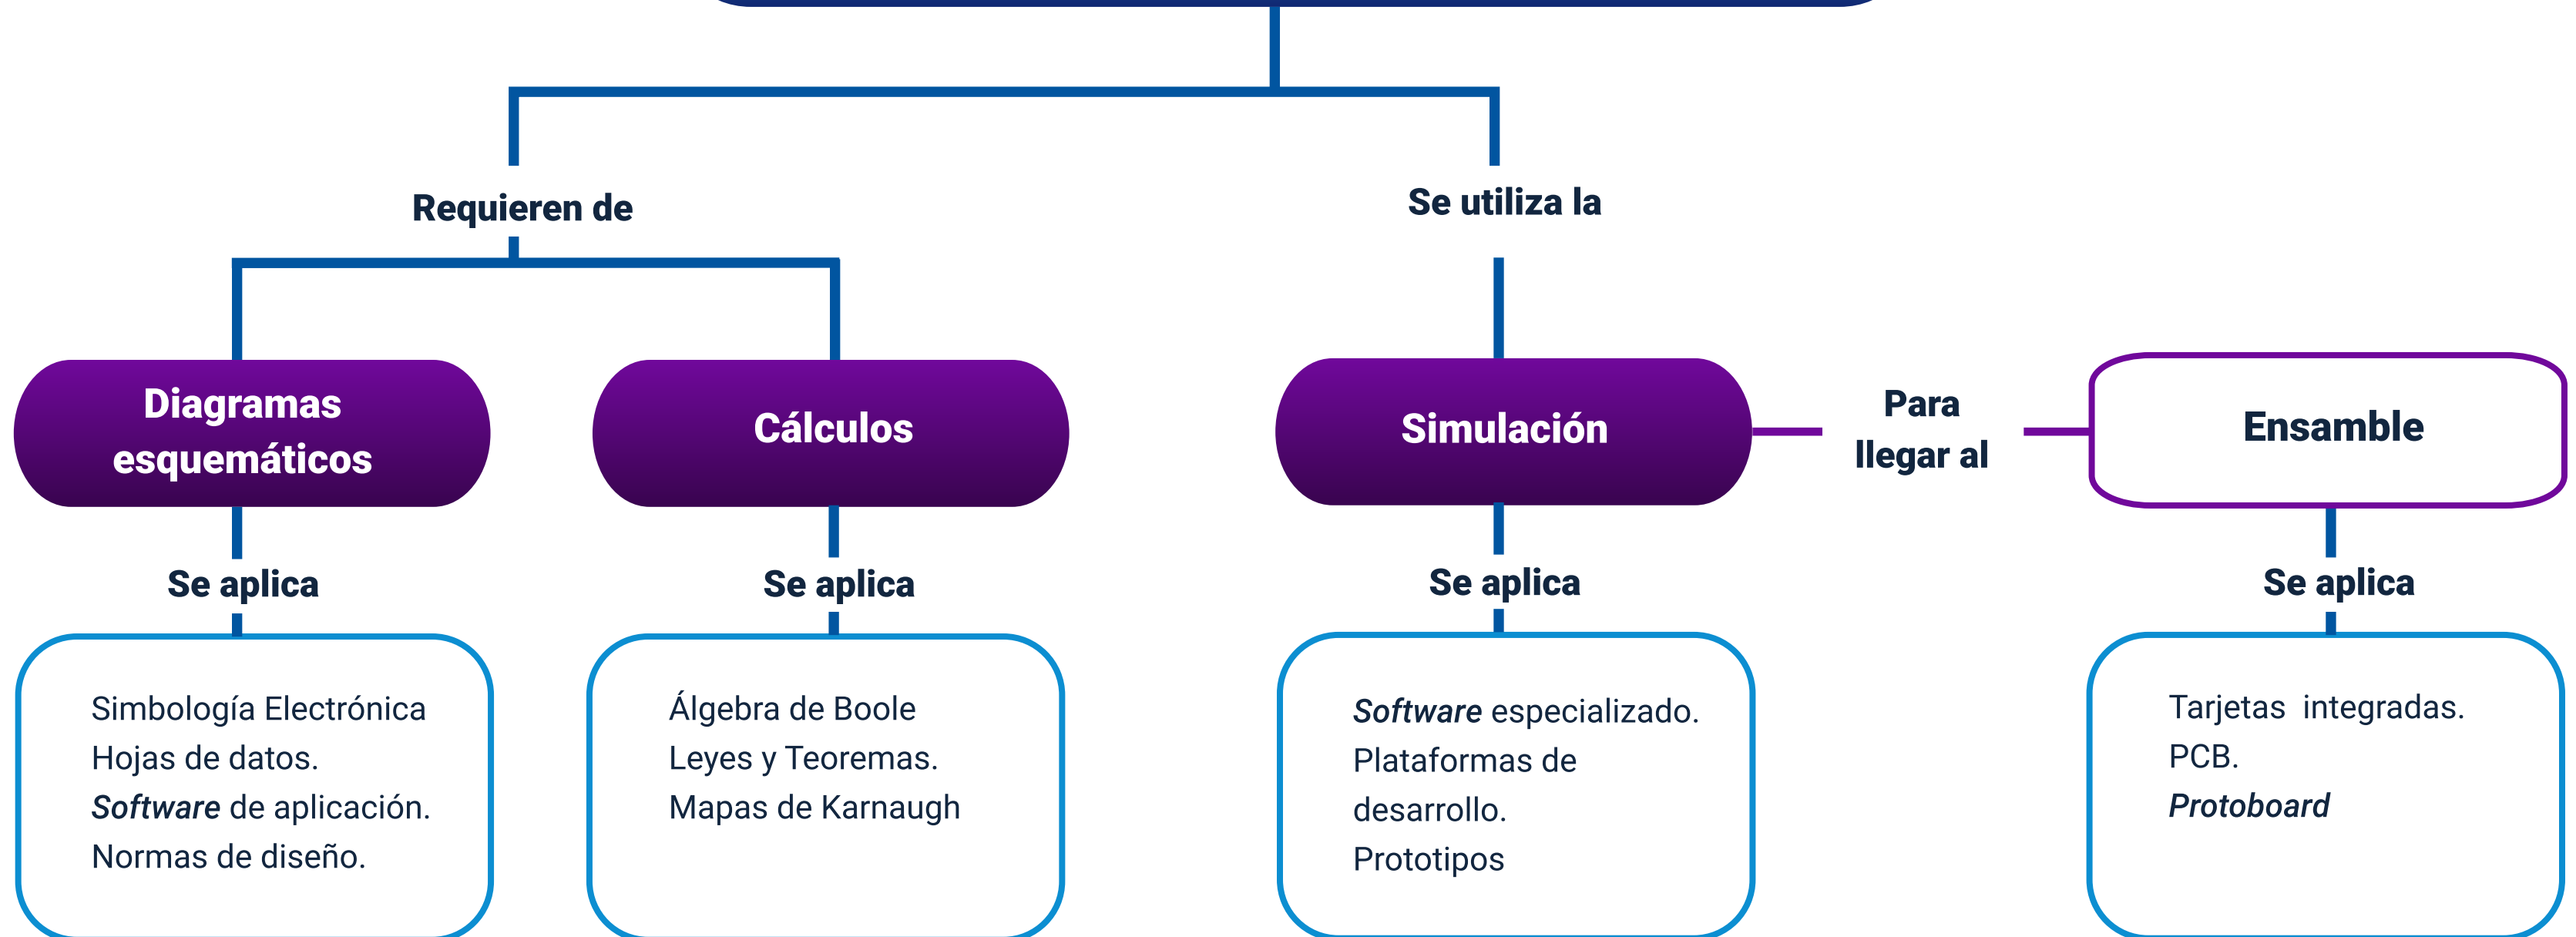 Requieren de
Se utiliza la
Diagramas
esquemáticos
Cálculos
Simulación
Para
llegar al
Ensamble
Se aplica
Se aplica
Se aplica
Se aplica
Simbología Electrónica
Hojas de datos.
Software de aplicación.
Normas de diseño.
Álgebra de Boole
Leyes y Teoremas.
Mapas de Karnaugh
Software especializado.
Plataformas de
desarrollo.
Prototipos
Tarjetas  integradas.
PCB.
Protoboard